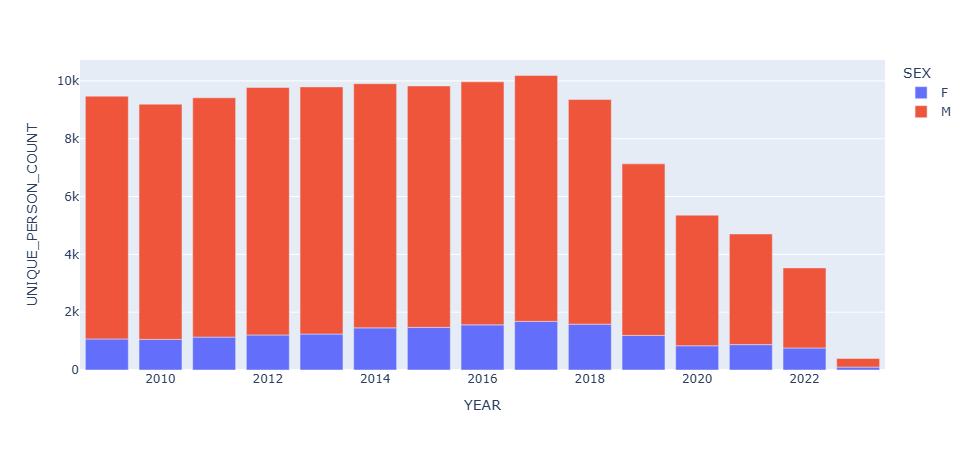 SEX
F
M
10k
8k
6k
4k
2k
0
UNIQUE_PERSON_COUNT
2010
2012
2014
2016
2018
2020
2022
YEAR